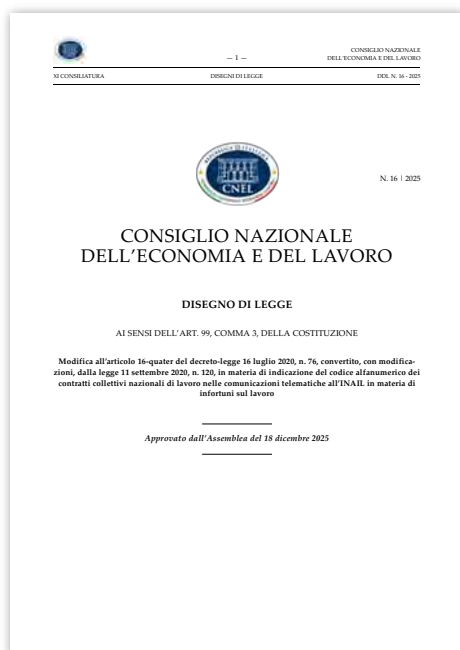 — 1 —
CONSIGLIO NAZIONALE
DELL'ECONOMIA E DEL LAVORO
XI CONSILIATURA DISEGNI DI LEGGE DDL N. 16 - 2025
CNEL
N. 16 | 2025
CONSIGLIO NAZIONALE
DELL'ECONOMIA E DEL LAVORO
DISEGNO DI LEGGE
AI SENSI DELL'ART. 99, COMMA 3, DELLA COSTITUZIONE
Modifica all'articolo 16-quater del decreto-legge 16 luglio 2020, n. 76, convertito, con modifica-
zioni, dalla legge 11 settembre 2020, n. 120, in materia di indicazione del codice alfanumerico dei
contratti collettivi nazionali di lavoro nelle comunicazioni telematiche all'INAIL in materia di
infortuni sul lavoro
Approvato dall'Assemblea del 18 dicembre 2025